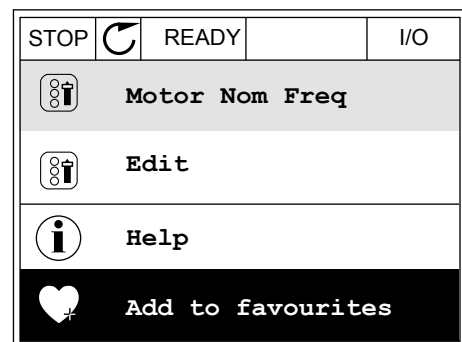 STOP READY I/O
Motor Nom Freq
Edit
Help
Add to favourites